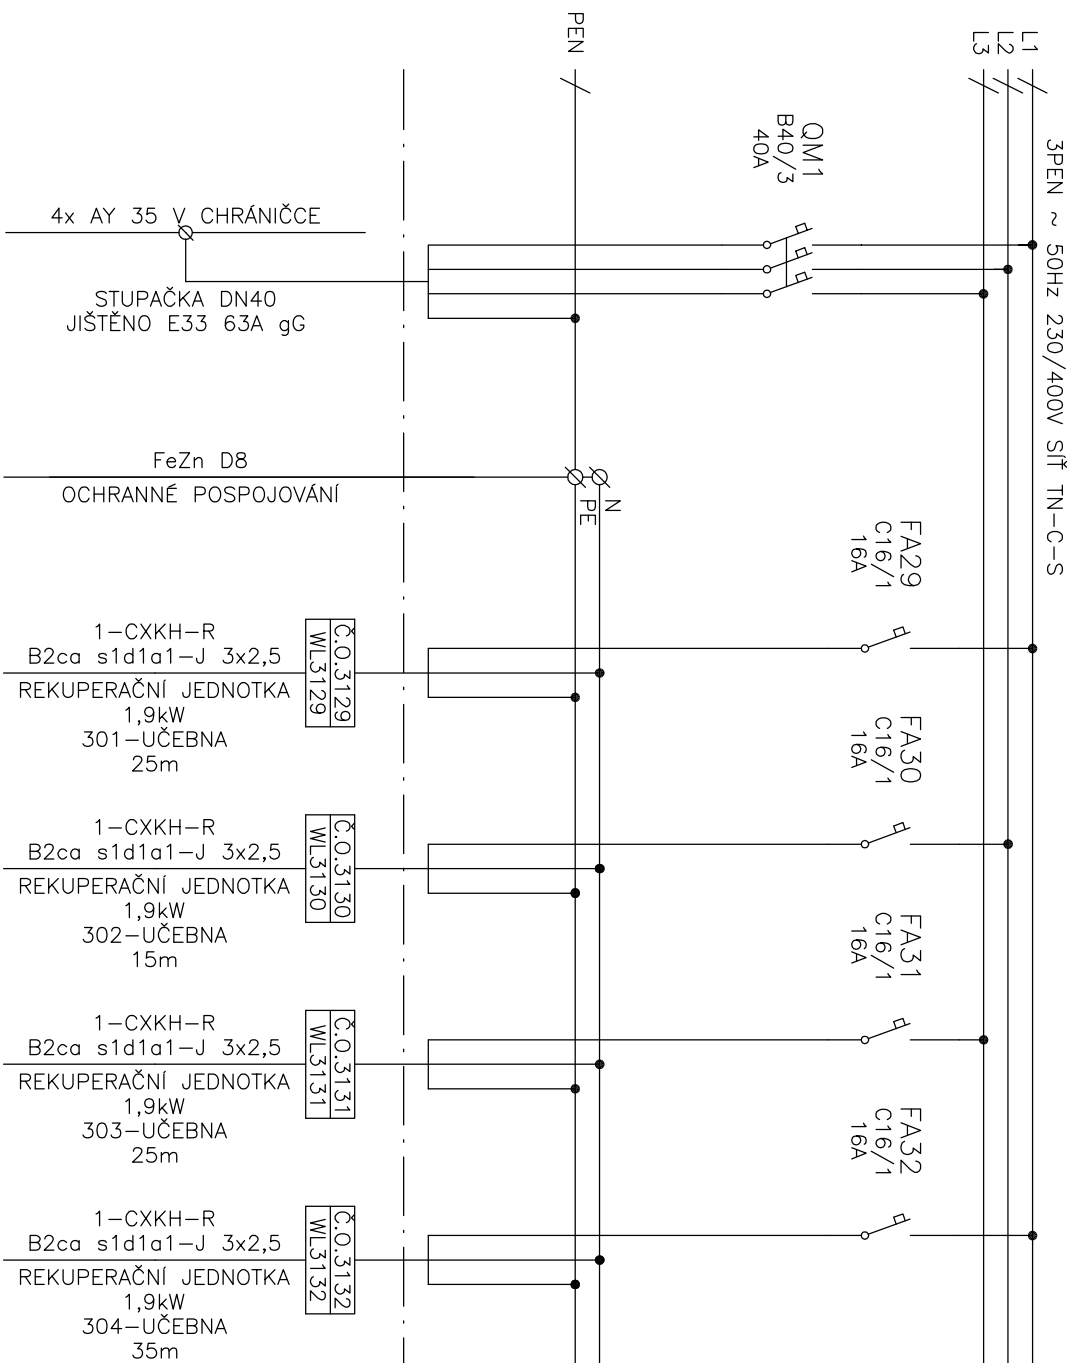 L1
L2
L3
PEN
3PEN ~ 50Hz 230/400V SÍŤ TN-C-S
QM1
B40/3
40A
4x AY 35 V CHRÁNIČCE
STUPAČKA DN40
JIŠTĚNO E33 63A gG
FeZn D8
OCHRANNÉ POSPOJOVÁNÍ
N
PE
FA29
C16/1
16A
1-CXKH-R
B2ca s1d1a1-J 3x2,5
REKUPERAČNÍ JEDNOTKA
1,9kW
301-UČEBNA
25m
Č.O.3129
WL3129
FA30
C16/1
16A
1-CXKH-R
B2ca s1d1a1-J 3x2,5
REKUPERAČNÍ JEDNOTKA
1,9kW
302-UČEBNA
15m
Č.O.3130
WL3130
FA31
C16/1
16A
1-CXKH-R
B2ca s1d1a1-J 3x2,5
REKUPERAČNÍ JEDNOTKA
1,9kW
303-UČEBNA
25m
Č.O.3131
WL3131
FA32
C16/1
16A
1-CXKH-R
B2ca s1d1a1-J 3x2,5
REKUPERAČNÍ JEDNOTKA
1,9kW
304-UČEBNA
35m
Č.O.3132
WL3132